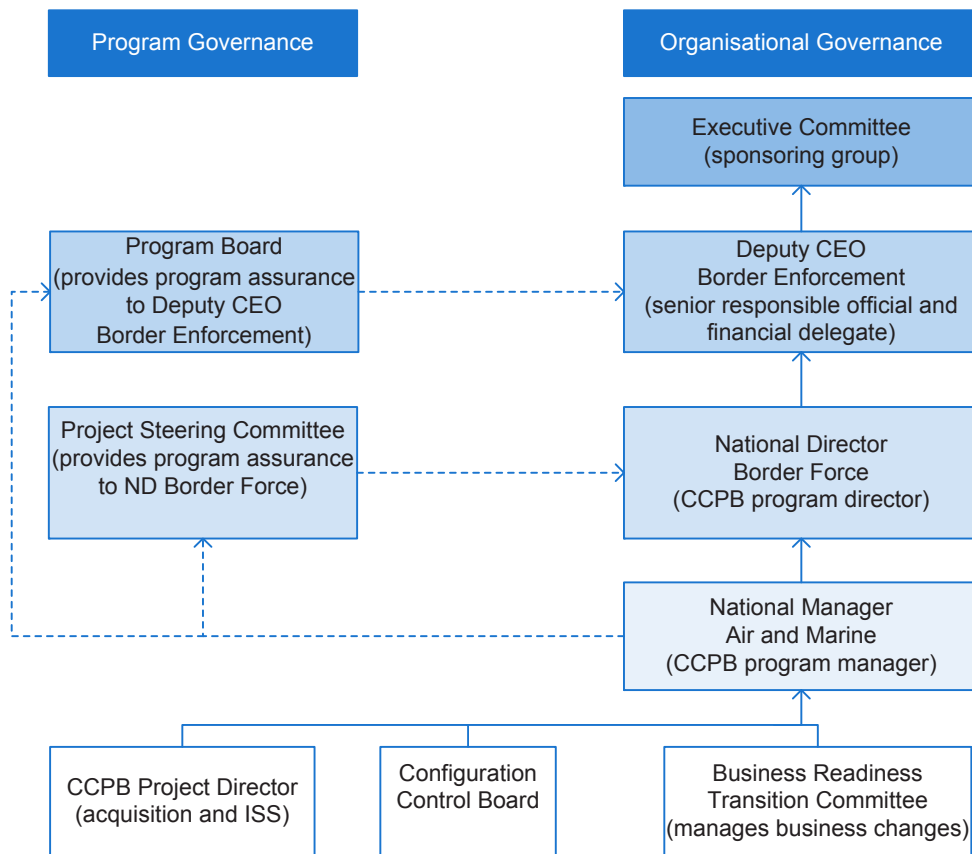 Program Governance
Organisational Governance
Executive Committee
(sponsoring group)
Program Board
(provides program assurance
to Deputy CEO
Border Enforcement)
Deputy CEO
Border Enforcement
(senior responsible official and
financial delegate)
Project Steering Committee
(provides program assurance
to ND Border Force)
National Director
Border Force
(CCPB program director)
National Manager
Air and Marine
(CCPB program manager)
CCPB Project Director
(acquisition and ISS)
Configuration
Control Board
Business Readiness
Transition Committee
(manages business changes)